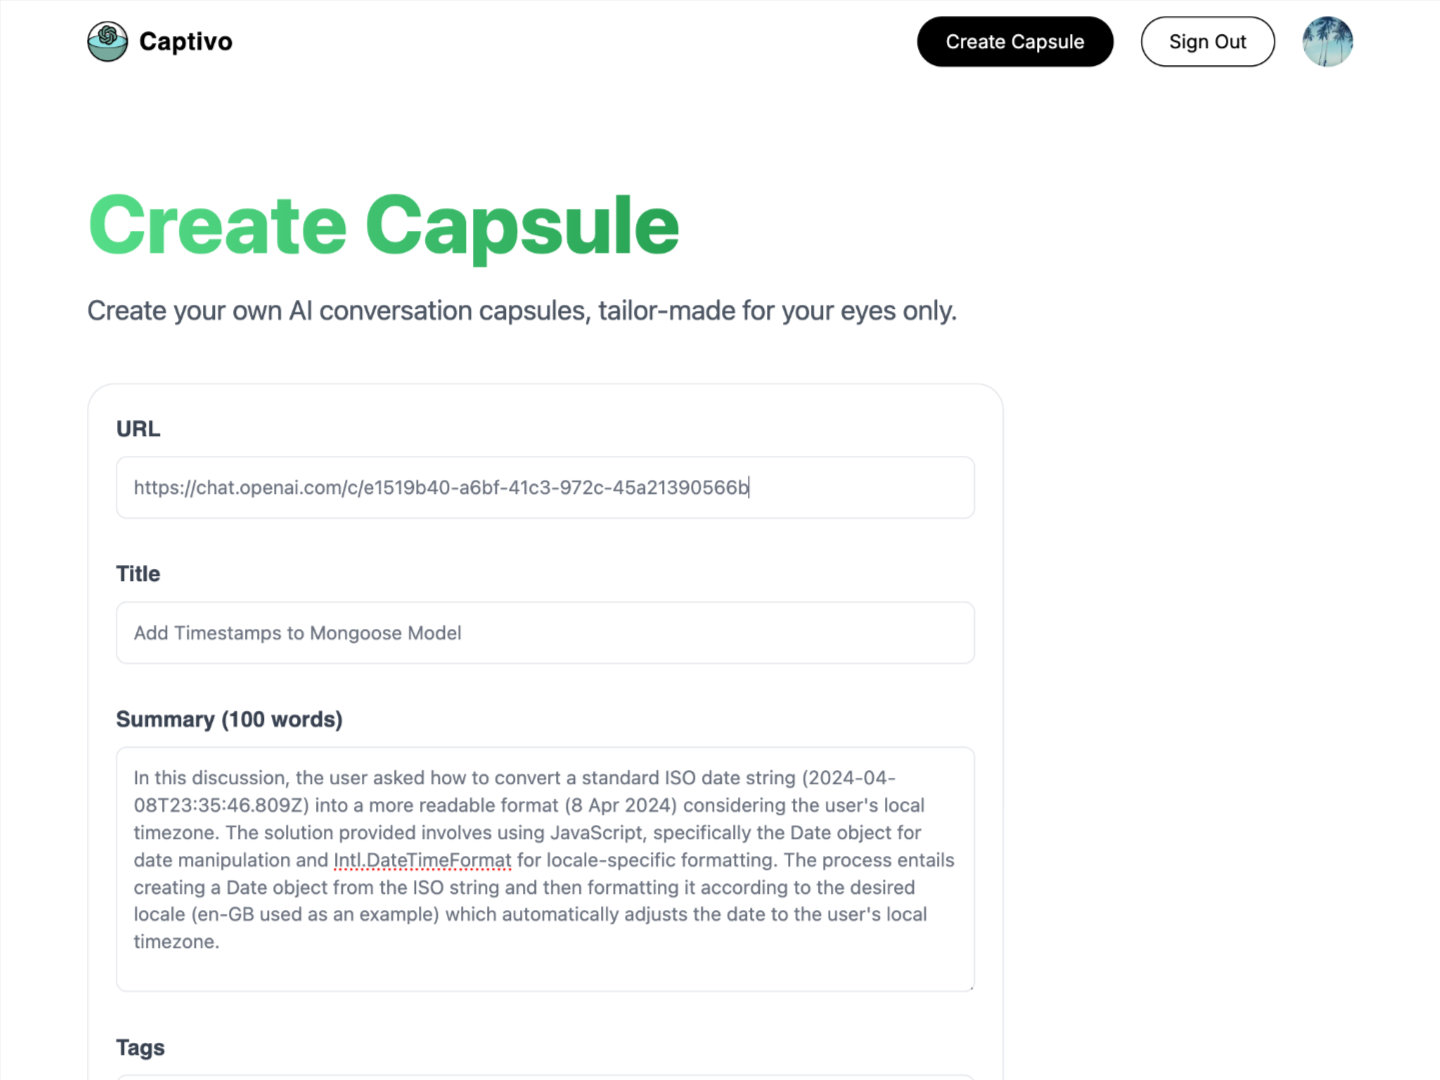 Captivo
Create Capsule
Sign Out
Create Capsule
Create your own AI conversation capsules, tailor-made for your eyes only.
URL
https://chat.openai.com/c/e1519b40-a6bf-41c3-972c-45a21390566b
Title
Add Timestamps to Mongoose Model
Summary (100 words)
In this discussion, the user asked how to convert a standard ISO date string (2024-04-
08T23:35:46.809Z) into a more readable format (8 Apr 2024) considering the user's local
timezone. The solution provided involves using JavaScript, specifically the Date object for
date manipulation and Intl.DateTimeFormat for locale-specific formatting. The process entails
creating a Date object from the ISO string and then formatting it according to the desired
locale (en-GB used as an example) which automatically adjusts the date to the user's local
timezone.
Tags